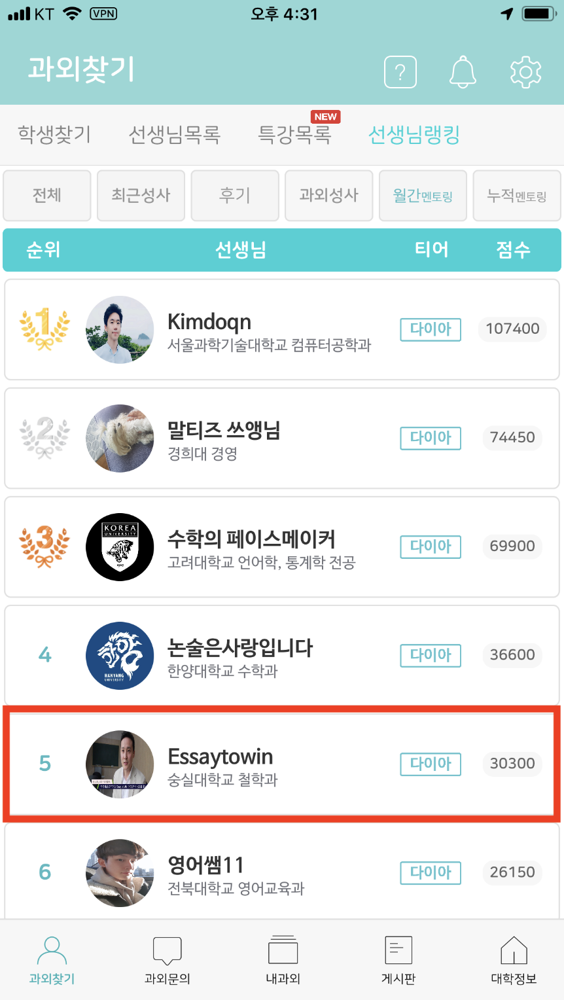 KT VPN 오후 4:31
과외찾기 ?
NEW
학생찾기 선생님목록 특강목록 선생님랭킹
전체 최근성사 후기 과외성사 월간멘토링 누적멘토링
순위 선생님 티어 점수
1 Kimdoqn 다이아 107400
서울과학기술대학교 컴퓨터공학과
2 말티즈 쓰앵님 다이아 74450
경희대 경영
KOREA
UNIVERSITY
1905
3 수학의 페이스메이커 다이아 69900
고려대학교 언어학, 통계학 전공
4 논술은사랑입니다 다이아 36600
한양대학교 수학과
한양
HANYANG
UNIVERSITY
5 Essaytowin 다이아 30300
숭실대학교 철학과
6 영어쌤11 다이아 26150
전북대학교 영어교육과
과외찾기 과외문의 내과외 게시판 대학정보